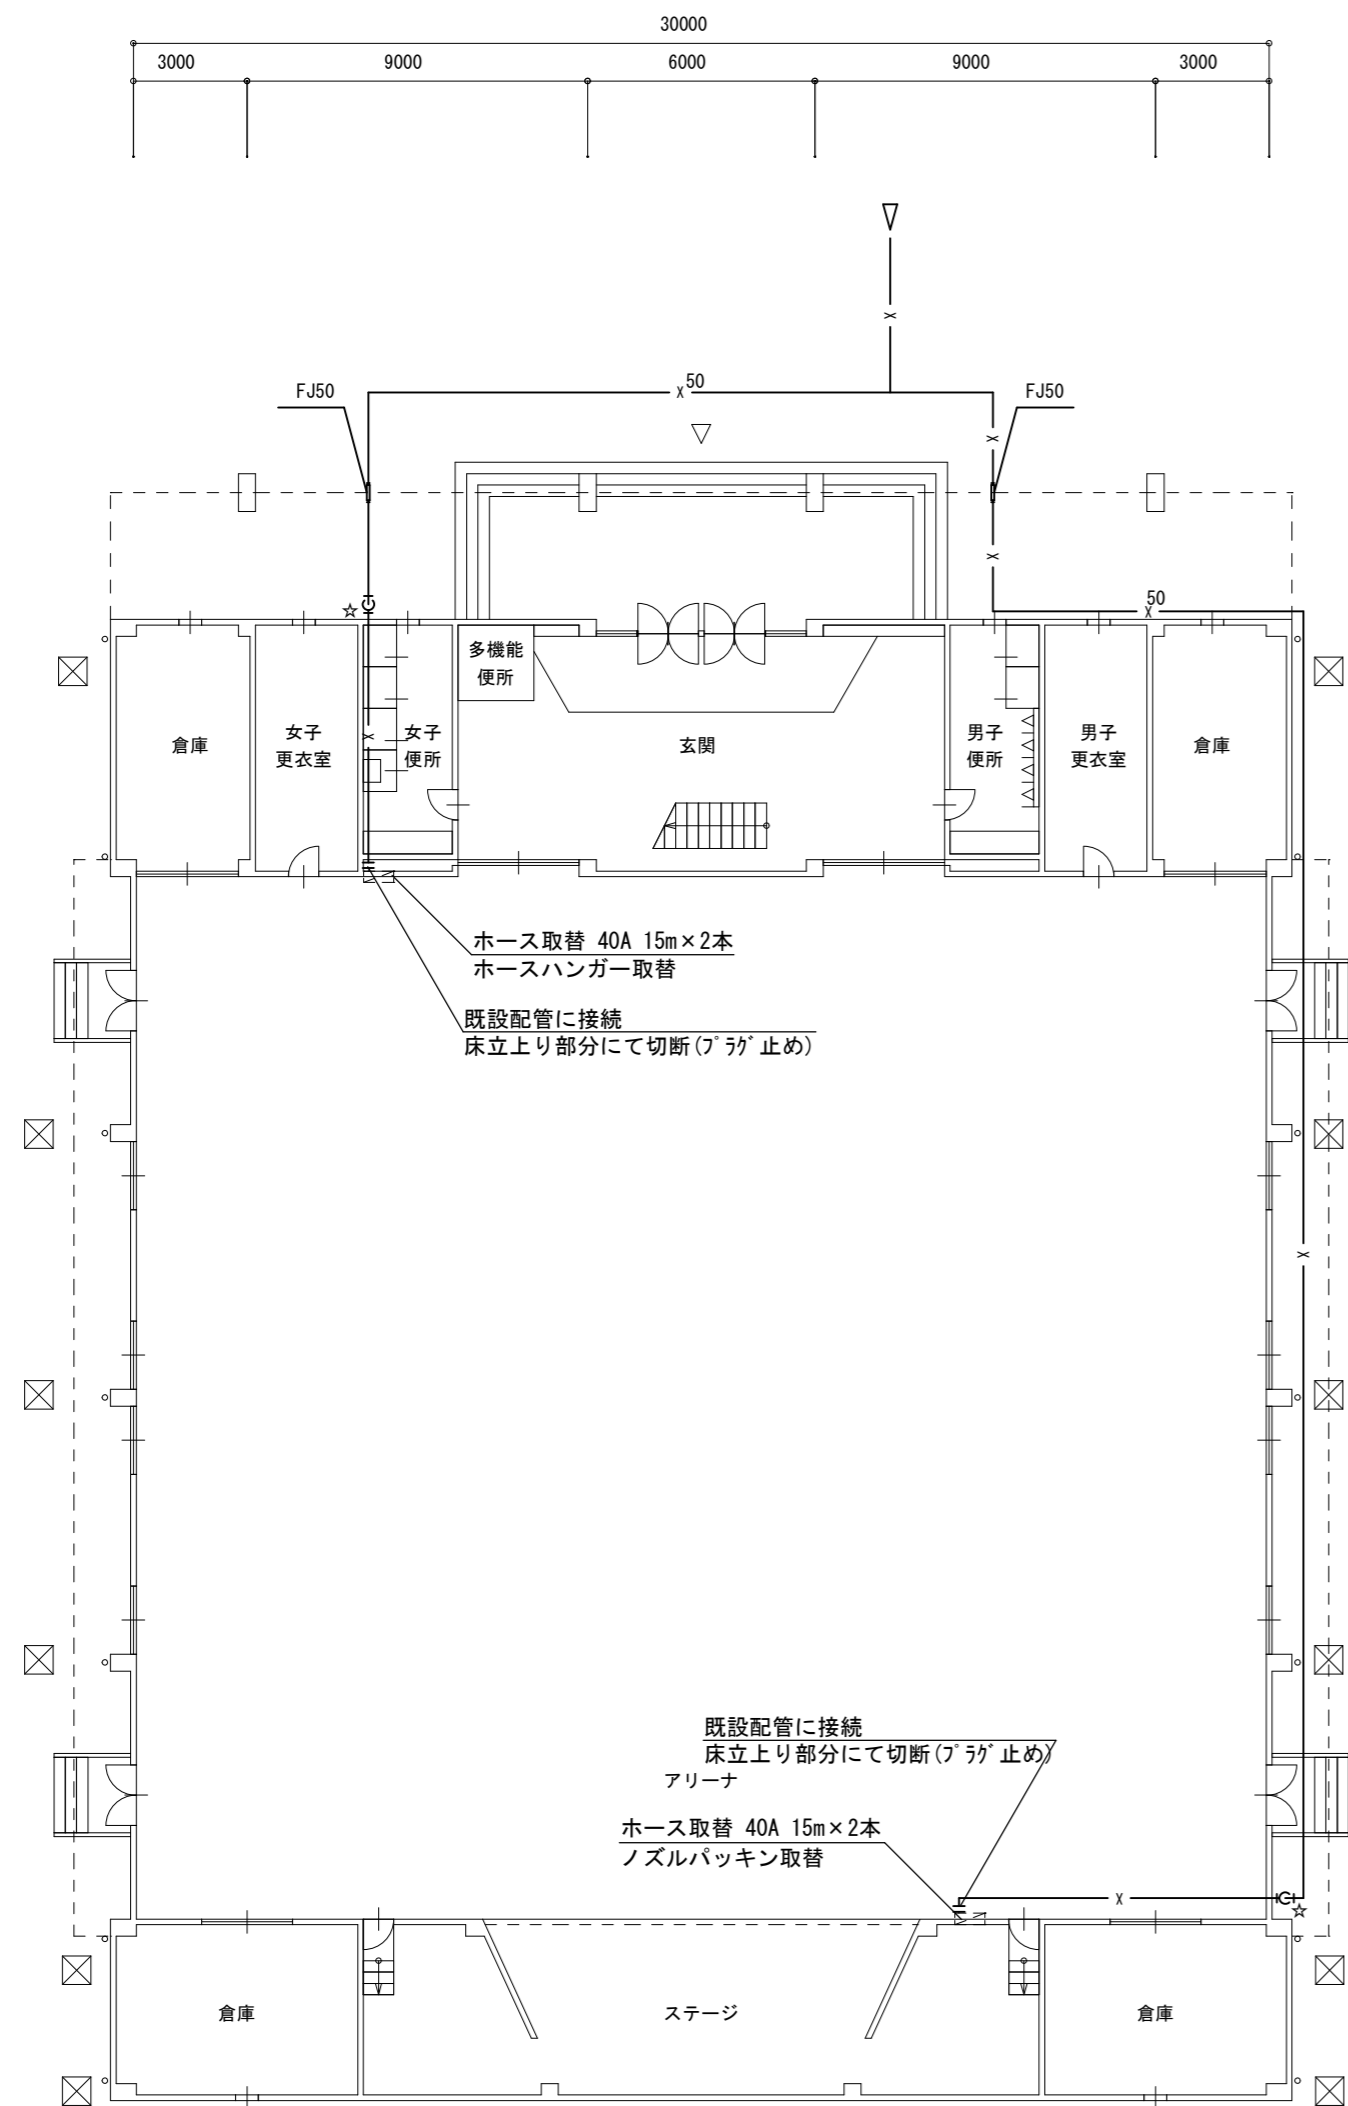 30000
3000 9000 6000 9000 3000
50
FJ50 FJ50
50
多機能
便所
倉庫
女子
更衣室
女子
便所
玄関
男子
便所
男子
更衣室
倉庫
ホース取替 40A 15m×2本
ホースハンガー取替
既設配管に接続
床立上り部分にて切断(プラグ止め)
既設配管に接続
床立上り部分にて切断(プラグ止め)
アリーナ
ホース取替 40A 15m×2本
ノズルパッキン取替
倉庫
ステージ
倉庫